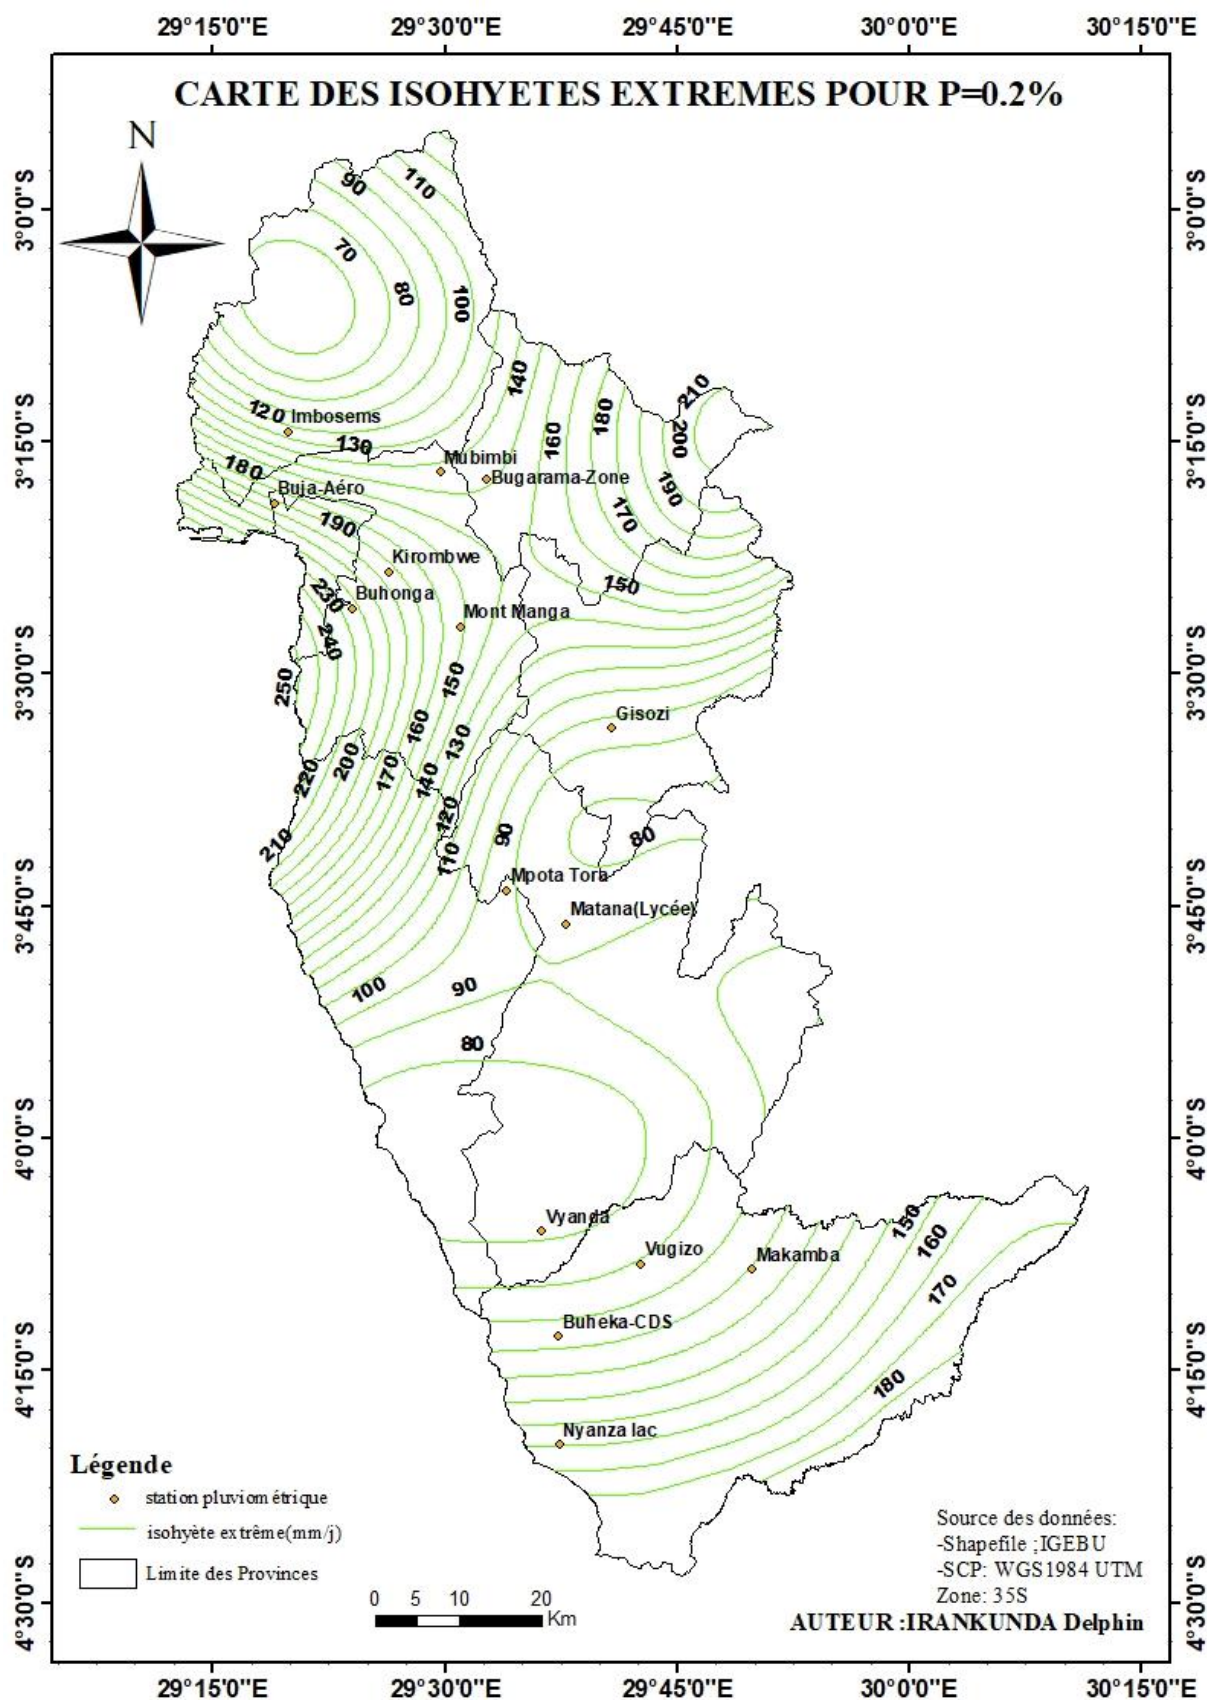 29°15'0"E 29°30'0"E 29°45'0"E 30°0'0"E 30°15'0"E
CARTE DES ISOHYETES EXTREMES POUR P=0.2%
N
3°0'0"S
3°0'0"S
90
110
70
80
100
140
210
180
160
200
120
Imbosems
130
3°15'0"S
3°15'0"S
Mubimbi
180
Bugarama-Zone
Buja-Aéro
190
190
170
Kirombwe
150
230
Buhonga
Mont Manga
240
250
150
3°30'0"S
3°30'0"S
Gisozi
160
130
200
170
220
140
120
90
80
210
110
Mpota Tora
3°45'0"S
3°45'0"S
Matana(Lycée)
100
90
80
4°0'0"S
4°0'0"S
Vyanda
150
160
Vugizo
Makamba
170
Buheka-CDS
4°15'0"S
4°15'0"S
180
Nyanza lac
Légende
station pluviométrique
isohyète extrême(mm/j)
Limite des Provinces
0 5 10 20
Km
Source des données:
-Shapefile ;IGEBU
-SCP: WGS1984 UTM
Zone: 35S
AUTEUR :IRANKUNDA Delphin
4°30'0"S
4°30'0"S
29°15'0"E 29°30'0"E 29°45'0"E 30°0'0"E 30°15'0"E